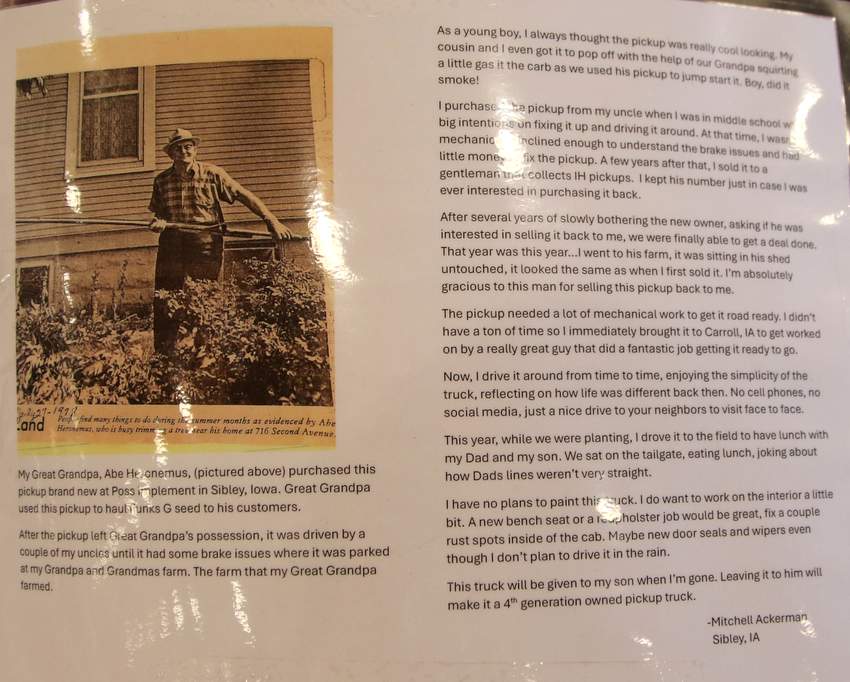 July 27-1978
Land
People find many things to do during the summer months as evidenced by Abe
Heronemus, who is busy trimming a tree near his home at 716 Second Avenue.
My Great Grandpa, Abe Heronemus, (pictured above) purchased this
pickup brand new at Poss Implement in Sibley, Iowa. Great Grandpa
used this pickup to haul Funks G seed to his customers.
After the pickup left Great Grandpa's possession, it was driven by a
couple of my uncles until it had some brake issues where it was parked
at my Grandpa and Grandmas farm. The farm that my Great Grandpa
farmed.
As a young boy, I always thought the pickup was really cool looking. My
cousin and I even got it to pop off with the help of our Grandpa squirting
a little gas it the carb as we used his pickup to jump start it. Boy, did it
smoke!
I purchased the pickup from my uncle when I was in middle school
big intentions on fixing it up and driving it around. At that time, I wasn't
mechanically inclined enough to understand the brake issues and had
little money fix the pickup. A few years after that, I sold it to a
gentleman that collects IH pickups. I kept his number just in case I was
ever interested in purchasing it back.
After several years of slowly bothering the new owner, asking if he was
interested in selling it back to me, we were finally able to get a deal done.
That year was this year...I went to his farm, it was sitting in his shed
untouched, it looked the same as when I first sold it. I'm absolutely
gracious to this man for selling this pickup back to me.
The pickup needed a lot of mechanical work to get it road ready. I didn't
have a ton of time so I immediately brought it to Carroll, IA to get worked
on by a really great guy that did a fantastic job getting it ready to go.
Now, I drive it around from time to time, enjoying the simplicity of the
truck, reflecting on how life was different back then. No cell phones, no
social media, just a nice drive to your neighbors to visit face to face.
This year, while we were planting, I drove it to the field to have lunch with
my Dad and my son. We sat on the tailgate, eating lunch, joking about
how Dads lines weren't very straight.
I have no plans to paint this truck. I do want to work on the interior a little
bit. A new bench seat or a reupholster job would be great, fix a couple
rust spots inside of the cab. Maybe new door seals and wipers even
though I don't plan to drive it in the rain.
This truck will be given to my son when I'm gone. Leaving it to him will
make it a 4th generation owned pickup truck.
-Mitchell Ackerman
Sibley, IA